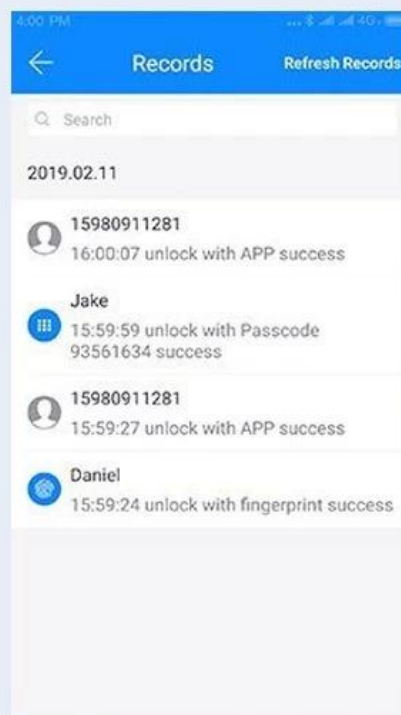 4:00 PM ... 4G
Records Refresh Records
Search
2019.02.11
15980911281
16:00:07 unlock with APP success
Jake
15:59:59 unlock with Passcode
93561634 success
15980911281
15:59:27 unlock with APP success
Daniel
15:59:24 unlock with fingerprint success